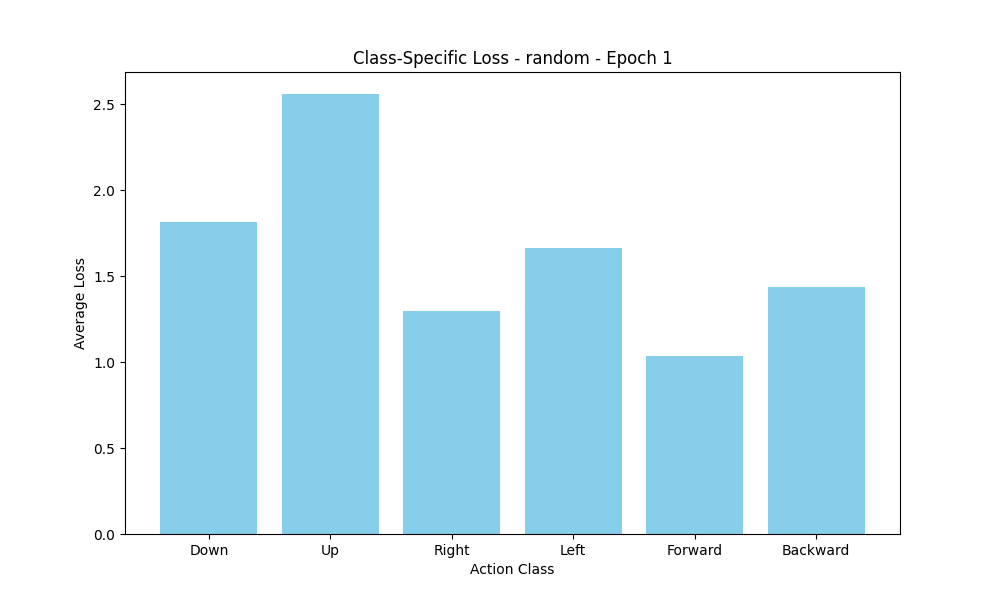 Class-Specific Loss - random - Epoch 1
2.5
2.0
1.5
1.0
0.5
0.0
Average Loss
Down Up Right Left Forward Backward
Action Class